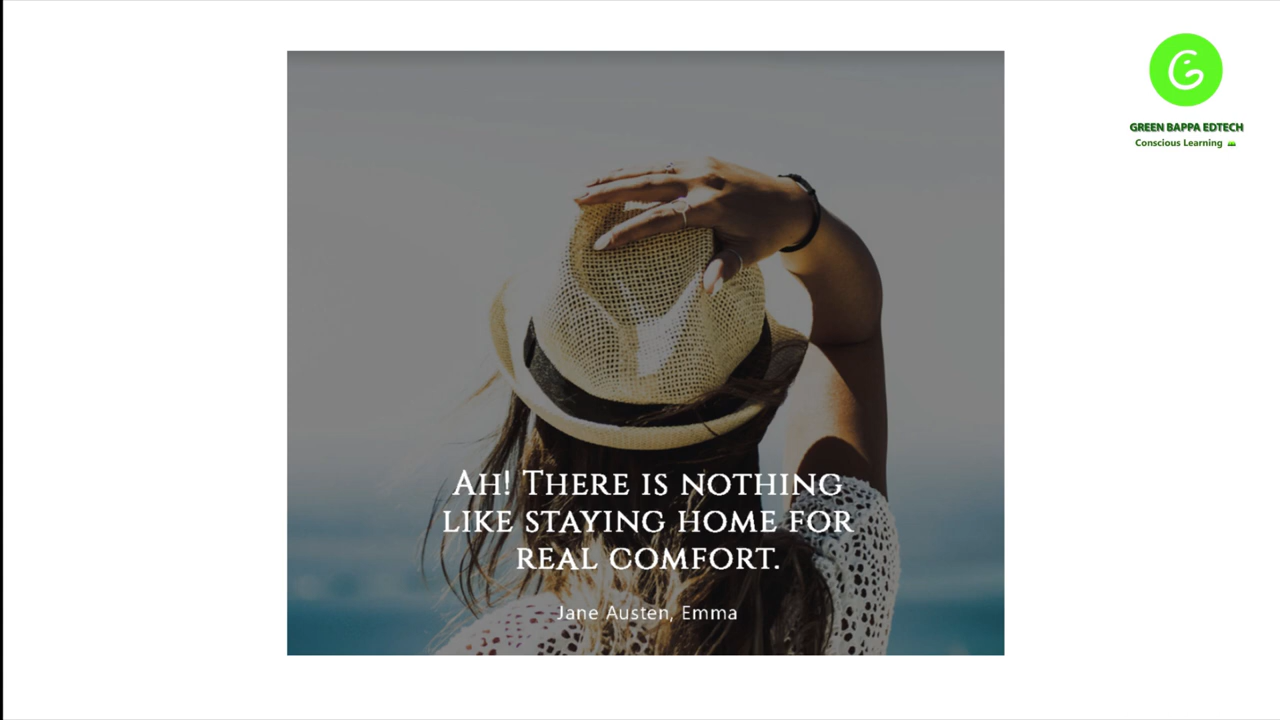 GREEN BAPPA EDTECH
Conscious Learning
Ah! There is nothing
like staying home for
real comfort.
Jane Austen, Emma